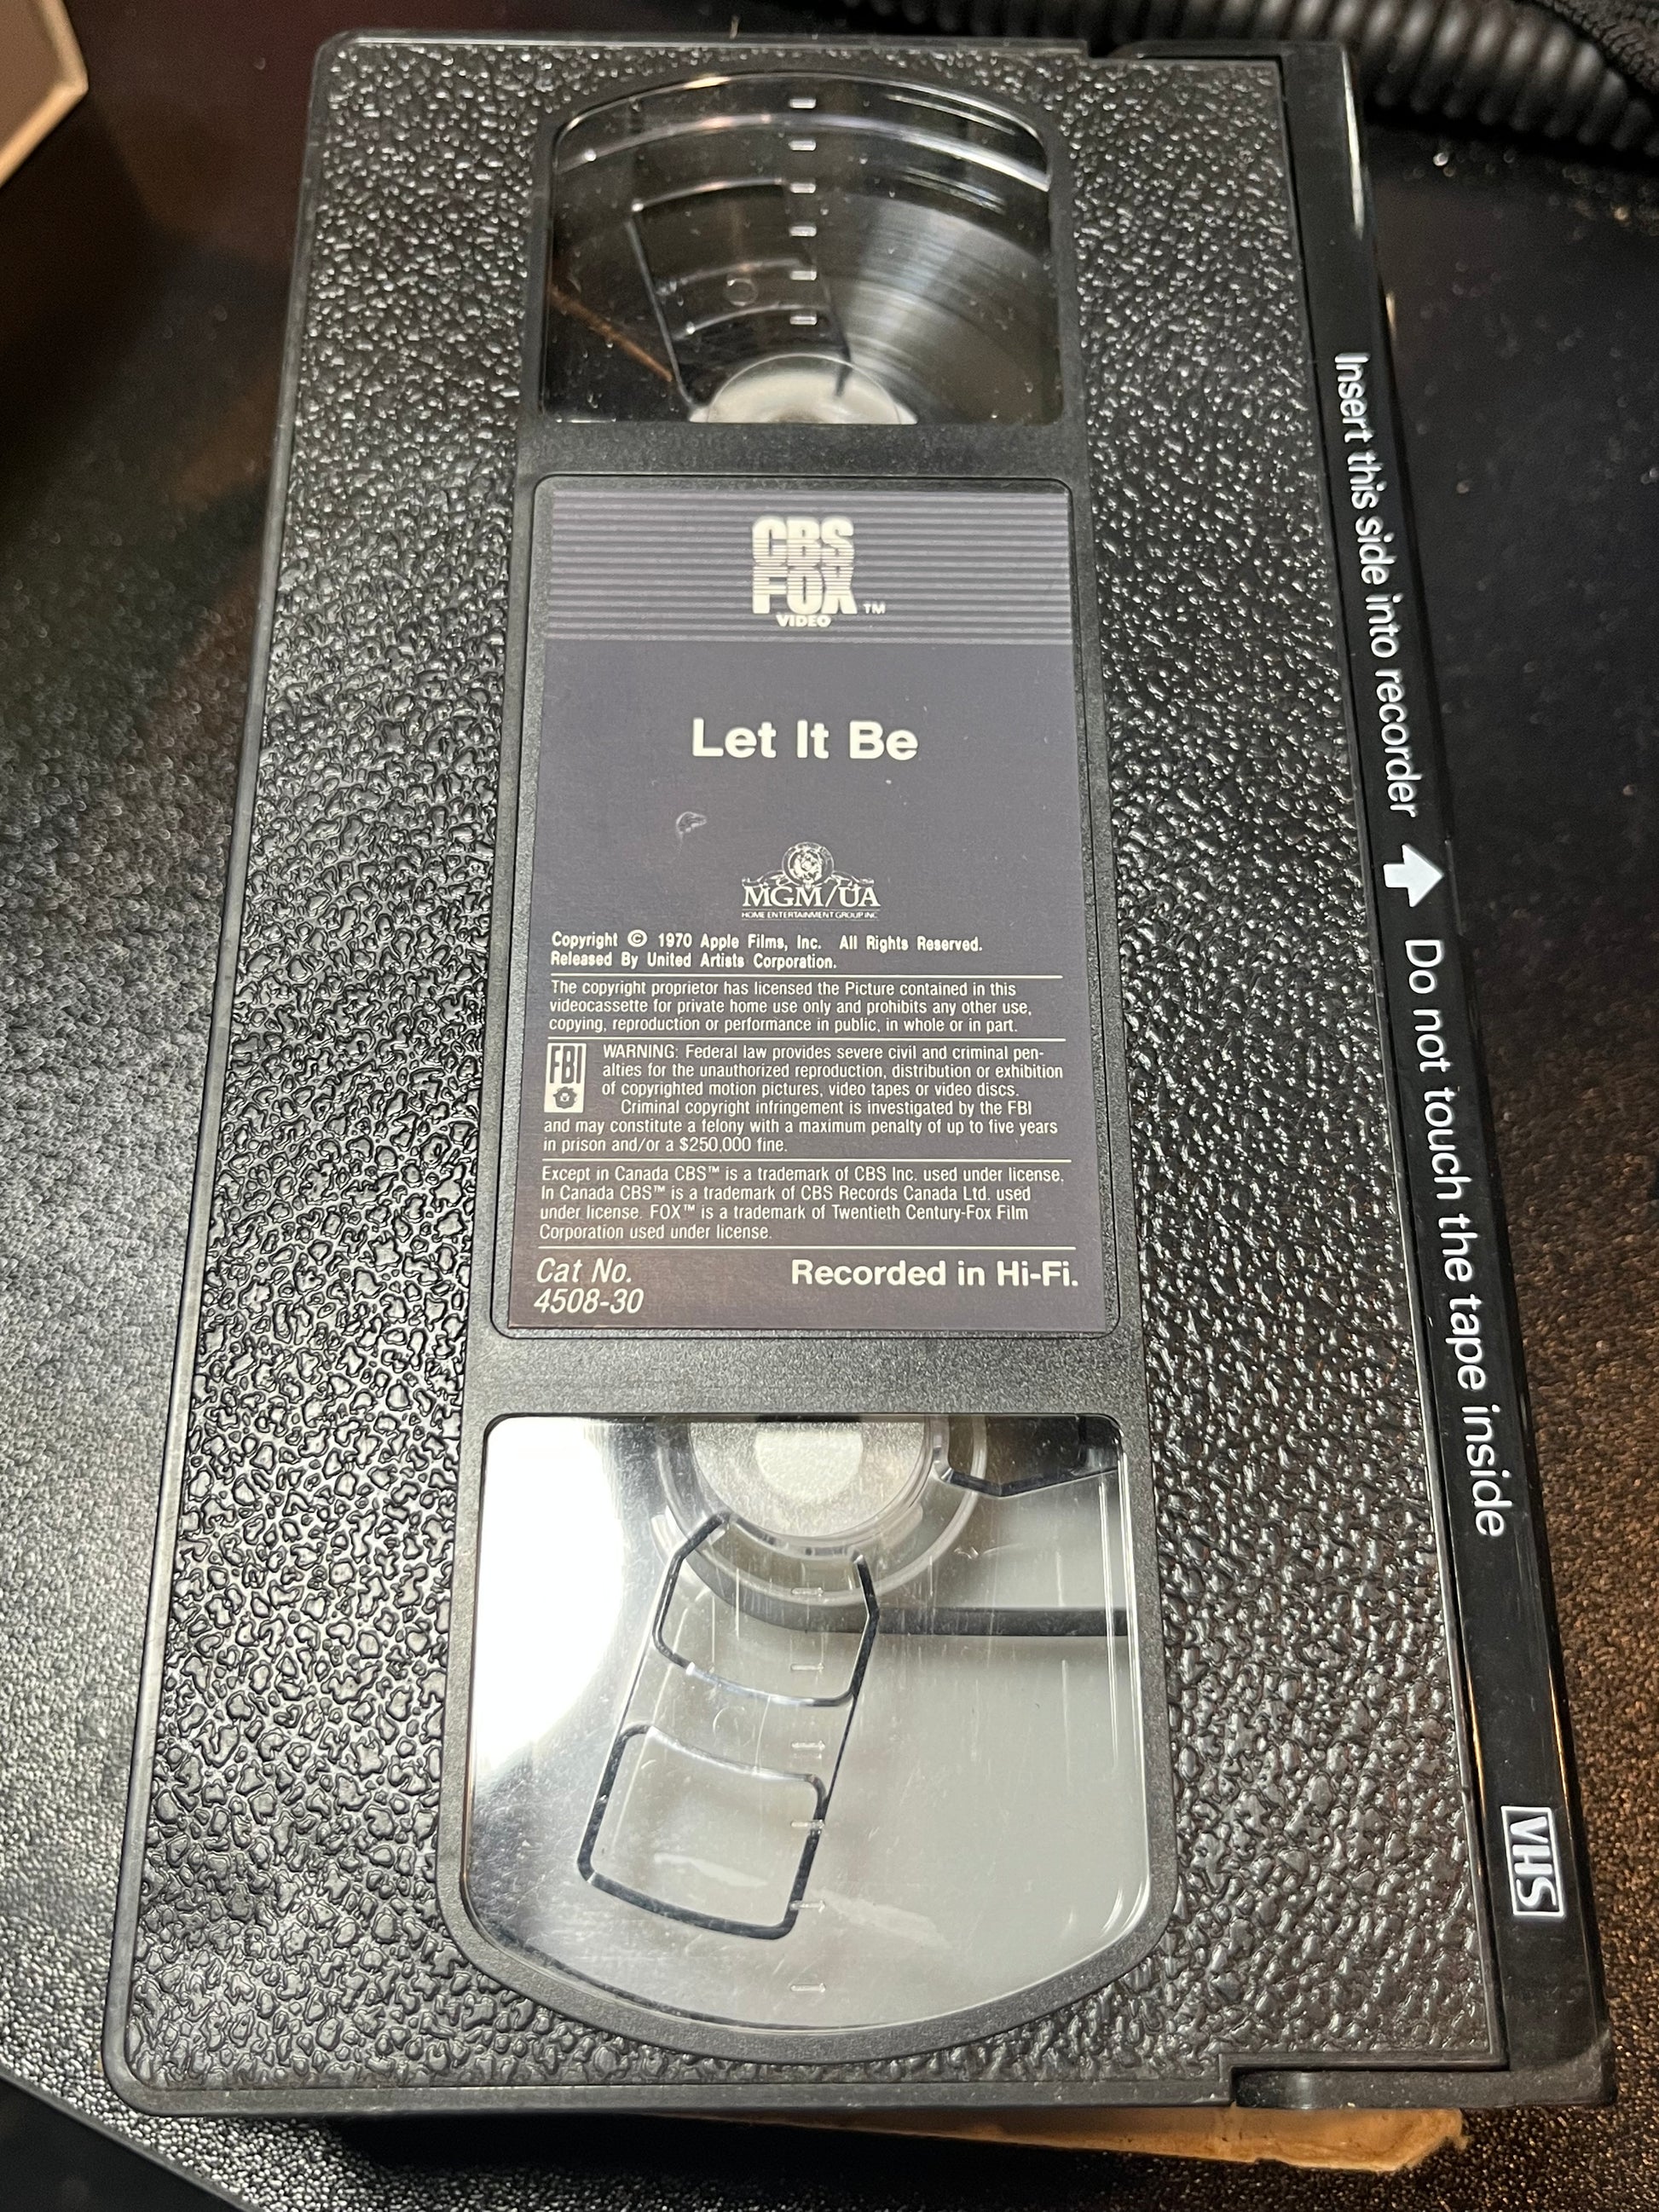 CBS
FOX™
VIDEO
Let It Be
MGM/UA
HOME ENTERTAINMENT GROUP INC.
Copyright © 1970 Apple Films, Inc. All Rights Reserved.
Released By United Artists Corporation.
The copyright proprietor has licensed the Picture contained in this
videocassette for private home use only and prohibits any other use,
copying, reproduction or performance in public, in whole or in part.
FBI
WARNING: Federal law provides severe civil and criminal pen-
alties for the unauthorized reproduction, distribution or exhibition
of copyrighted motion pictures, video tapes or video discs.
Criminal copyright infringement is investigated by the FBI
and may constitute a felony with a maximum penalty of up to five years
in prison and/or a $250,000 fine.
Except in Canada CBS™ is a trademark of CBS Inc. used under license.
In Canada CBS™ is a trademark of CBS Records Canada Ltd. used
under license. FOX™ is a trademark of Twentieth Century-Fox Film
Corporation used under license.
Cat No.
4508-30
Recorded in Hi-Fi.
Insert this side into recorder
Do not touch the tape inside
VHS